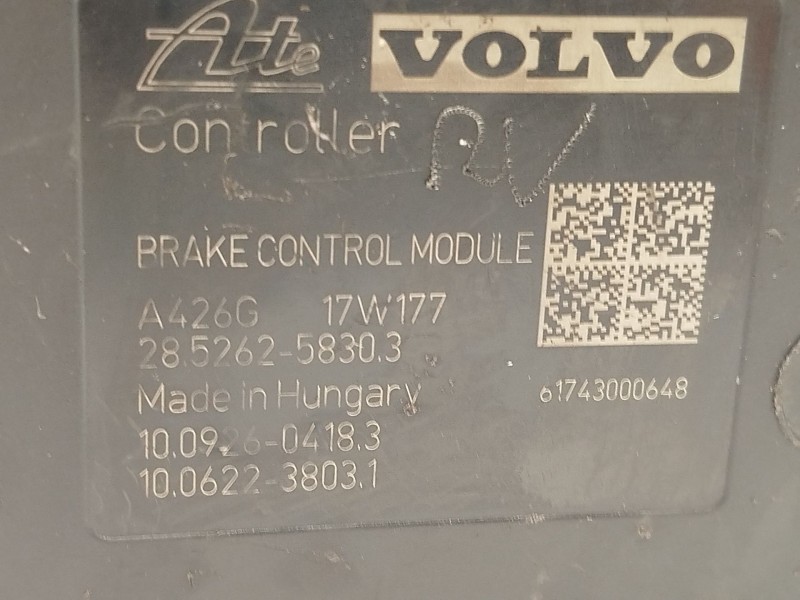 Ate VOLVO
Controller RV
BRAKE CONTROL MODULE
A426G 17W177
28.5262-5830.3
Made in Hungary
61743000648
10.0926-0418.3
10.0622-3803.1